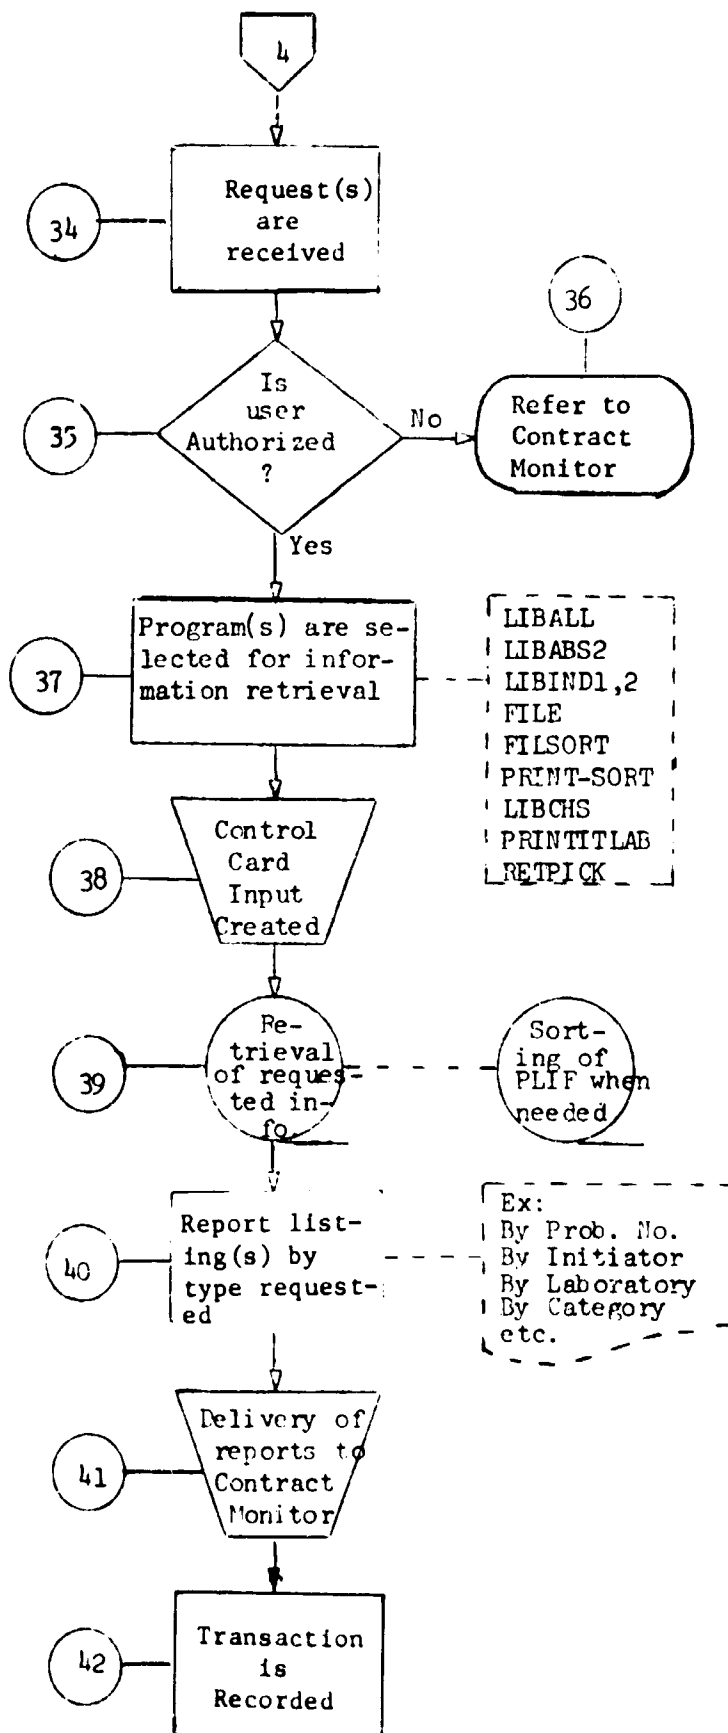 4
34
Request(s)
are
received
36
35
Is
user
Authorized
?
No
Refer to
Contract
Monitor
Yes
37
Program(s) are se-
lected for infor-
mation retrieval
LIBALL
LIBABS2
LIBIND1,2
FILE
FILSORT
PRINT-SORT
LIBCHS
PRINTITLAB
RETPICK
38
Control
Card
Input
Created
39
Re-
trieval
of reques-
ted in-
fo.
Sort-
ing of
PLIF when
needed
40
Report list-
ing(s) by
type request-
ed
Ex:
By Prob. No.
By Initiator
By Laboratory
By Category
etc.
41
Delivery of
reports to
Contract
Monitor
42
Transaction
is
Recorded